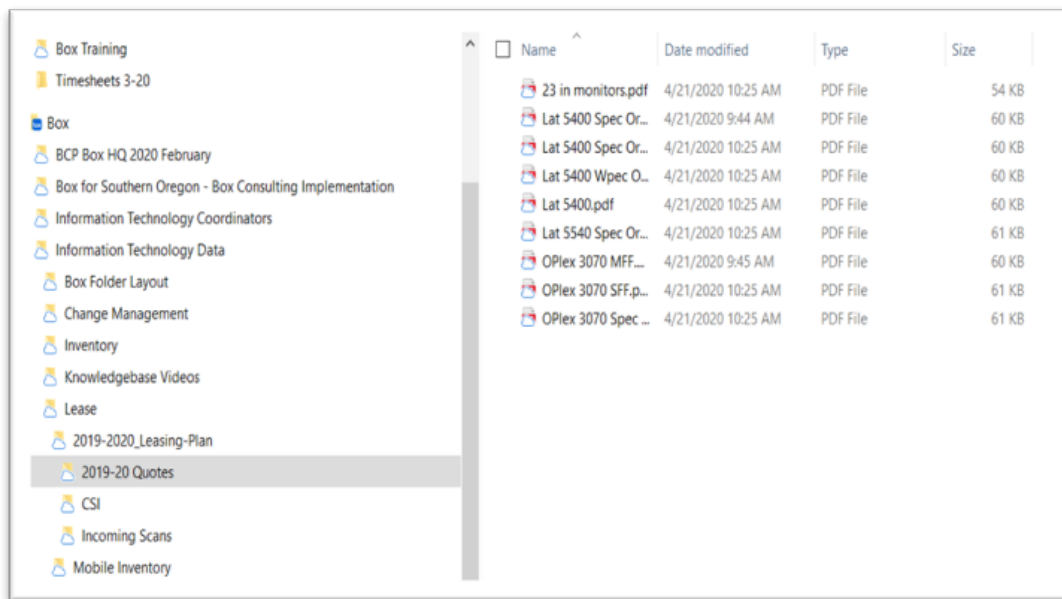 Box Training
Timesheets 3-20
Box
BCP Box HQ 2020 February
Box for Southern Oregon - Box Consulting Implementation
Information Technology Coordinators
Information Technology Data
Box Folder Layout
Change Management
Inventory
Knowledgebase Videos
Lease
2019-2020_Leasing-Plan
2019-20 Quotes
CSI
Incoming Scans
Mobile Inventory
Name Date modified Type Size
23 in monitors.pdf 4/21/2020 10:25 AM PDF File 54 KB
Lat 5400 Spec Or... 4/21/2020 9:44 AM PDF File 60 KB
Lat 5400 Spec Or... 4/21/2020 10:25 AM PDF File 60 KB
Lat 5400 Wpec O... 4/21/2020 10:25 AM PDF File 60 KB
Lat 5400.pdf 4/21/2020 10:25 AM PDF File 60 KB
Lat 5540 Spec Or... 4/21/2020 10:25 AM PDF File 61 KB
OPlex 3070 MFF.... 4/21/2020 9:45 AM PDF File 60 KB
OPlex 3070 SFF.p... 4/21/2020 10:25 AM PDF File 61 KB
OPlex 3070 Spec ... 4/21/2020 10:25 AM PDF File 61 KB